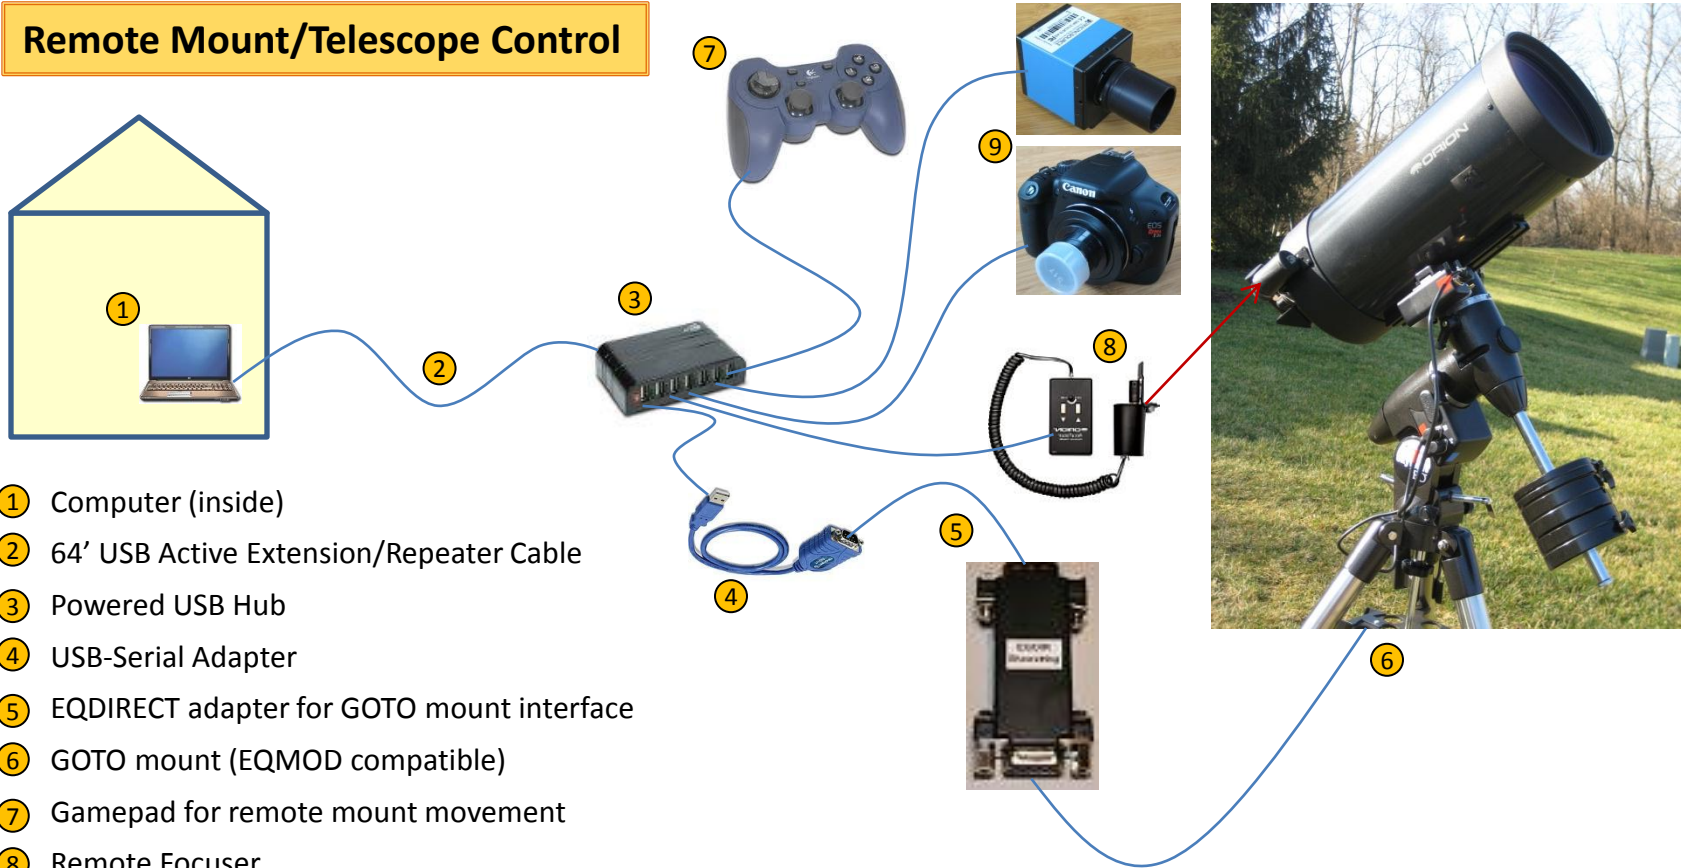 Remote Mount/Telescope Control
7
9
Canon
EOS
ORION
1
3
2
8
5
4
6
1 Computer (inside)
2 64’ USB Active Extension/Repeater Cable
3 Powered USB Hub
4 USB-Serial Adapter
5 EQDIRECT adapter for GOTO mount interface
6 GOTO mount (EQMOD compatible)
7 Gamepad for remote mount movement
8 Remote Focuser